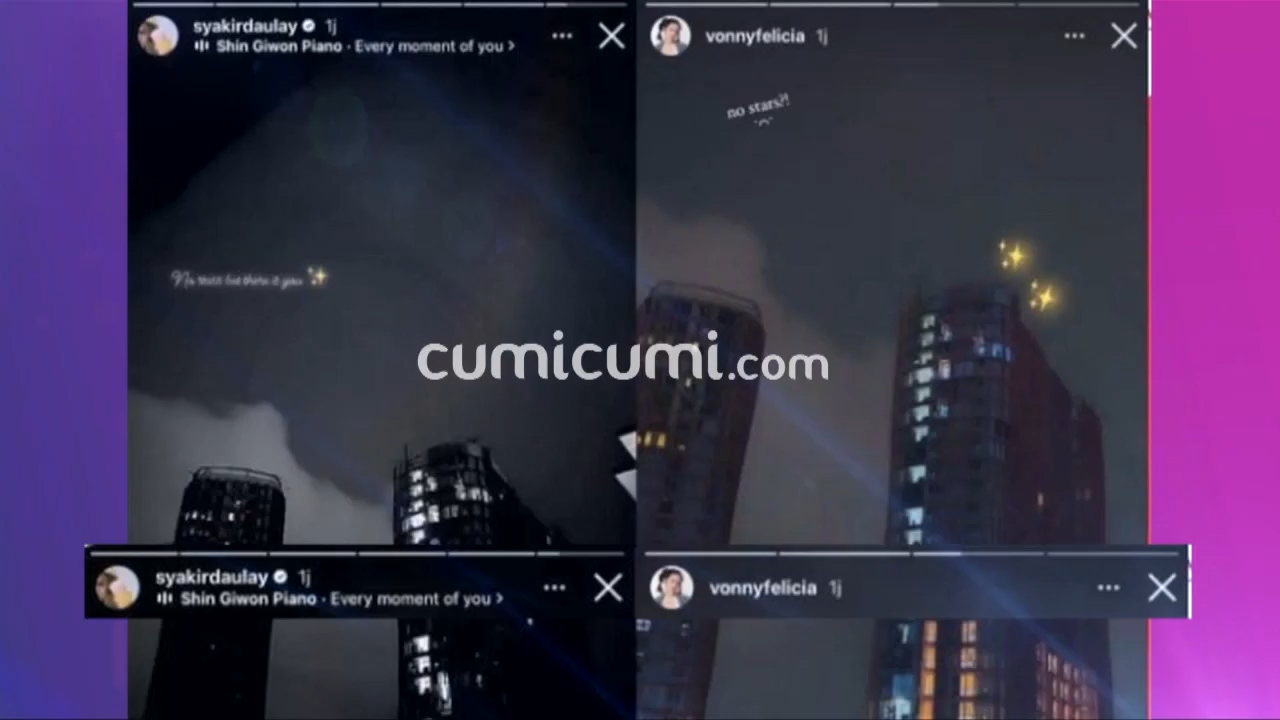 syakirdaulay 1j
Shin Giwon Piano · Every moment of you >
vonnyfelicia 1j
no stars?!
cumicumi.com
syakirdaulay 1j
Shin Giwon Piano · Every moment of you >
vonnyfelicia 1j